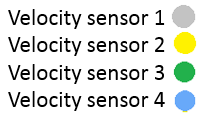 Velocity sensor 1
Velocity sensor 2
Velocity sensor 3
Velocity sensor 4